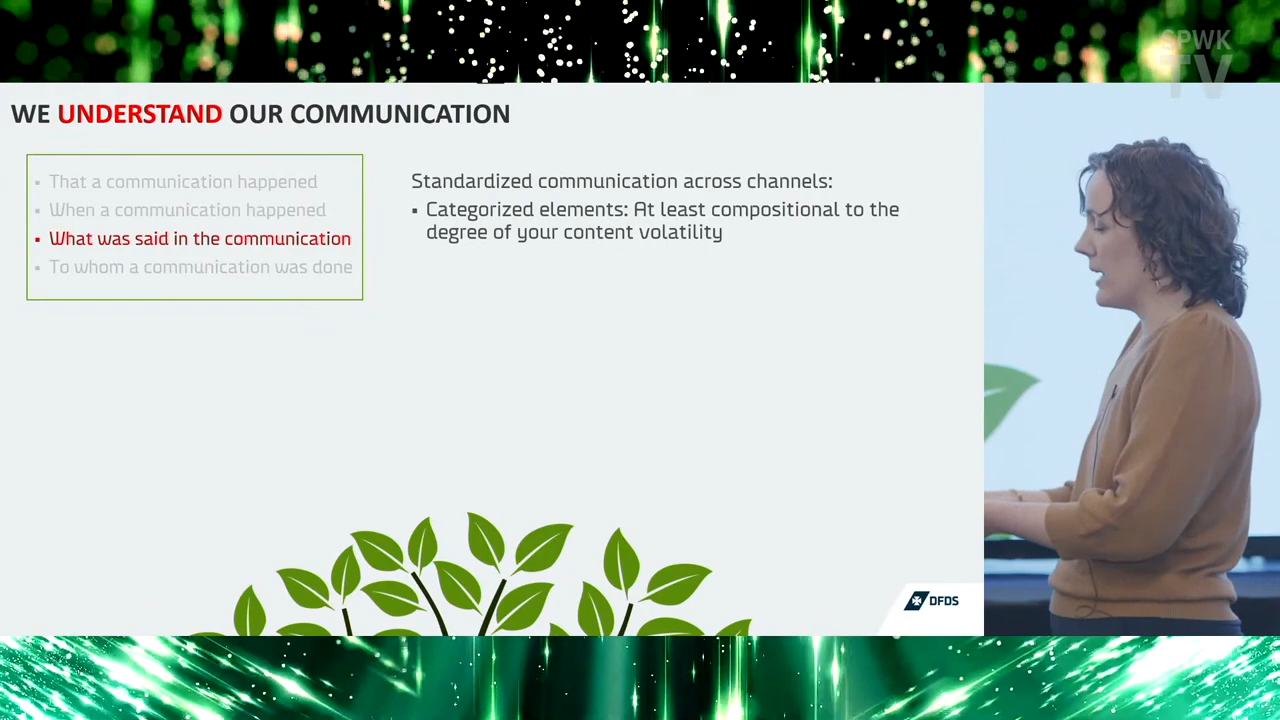 SPWK
TV
WE UNDERSTAND OUR COMMUNICATION
▪ That a communication happened
▪ When a communication happened
▪ What was said in the communication
▪ To whom a communication was done
Standardized communication across channels:
▪ Categorized elements: At least compositional to the
degree of your content volatility
DFDS